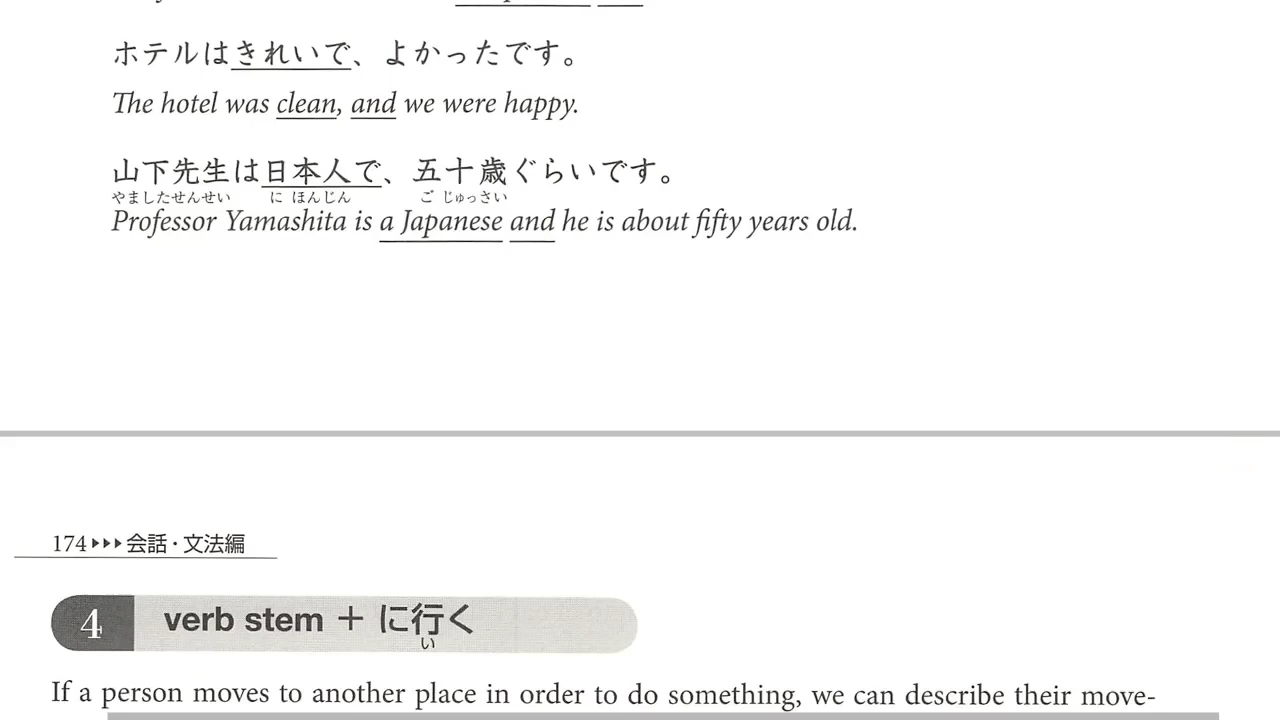 ホテルはきれいで、よかったです。
The hotel was clean, and we were happy.
山下先生は日本人で、五十歳ぐらいです。
やましたせんせい に ほんじん ご じゅっさい
Professor Yamashita is a Japanese and he is about fifty years old.
174▸▸▸会話・文法編
4 verb stem + に行く
い
If a person moves to another place in order to do something, we can describe their move-